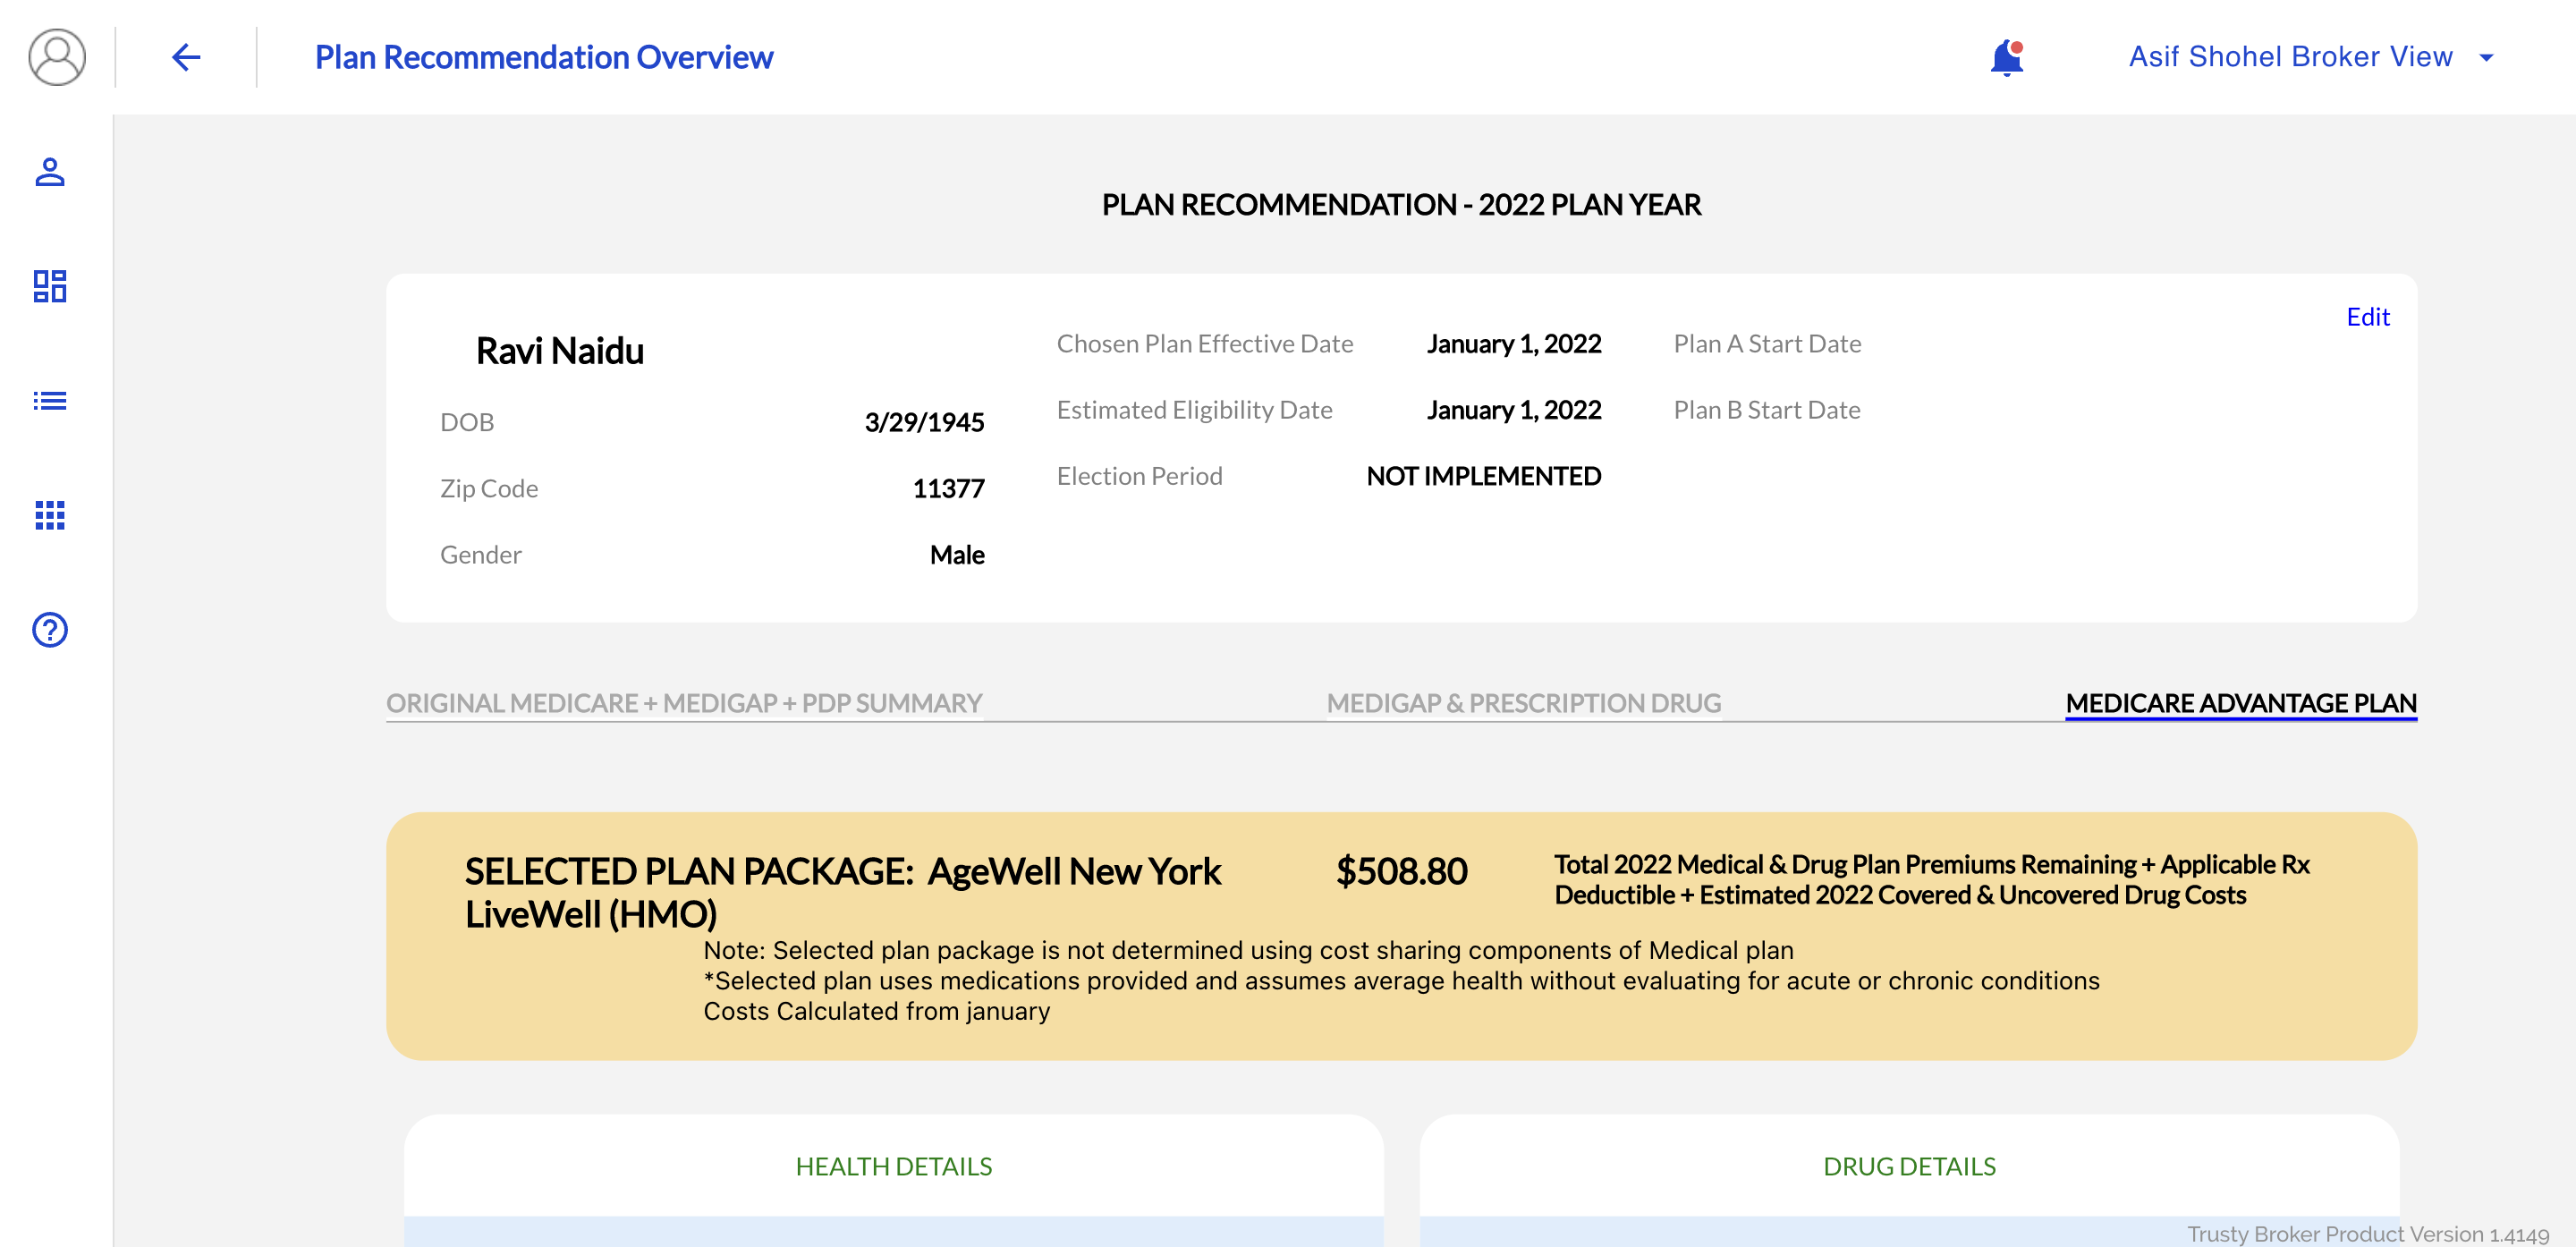 Plan Recommendation Overview
Asif Shohel Broker View
PLAN RECOMMENDATION - 2022 PLAN YEAR
Edit
Ravi Naidu
DOB 3/29/1945
Zip Code 11377
Gender Male
Chosen Plan Effective Date January 1, 2022
Estimated Eligibility Date January 1, 2022
Election Period NOT IMPLEMENTED
Plan A Start Date
Plan B Start Date
ORIGINAL MEDICARE + MEDIGAP + PDP SUMMARY
MEDIGAP & PRESCRIPTION DRUG
MEDICARE ADVANTAGE PLAN
SELECTED PLAN PACKAGE: AgeWell New York
LiveWell (HMO)
$508.80
Total 2022 Medical & Drug Plan Premiums Remaining + Applicable Rx
Deductible + Estimated 2022 Covered & Uncovered Drug Costs
Note: Selected plan package is not determined using cost sharing components of Medical plan
*Selected plan uses medications provided and assumes average health without evaluating for acute or chronic conditions
Costs Calculated from january
HEALTH DETAILS
DRUG DETAILS
Trusty Broker Product Version 1.4149